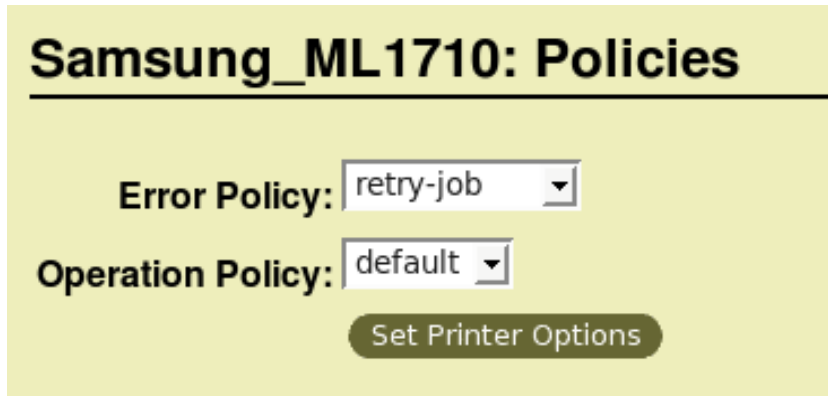 Samsung_ML1710: Policies
Error Policy: retry-job
Operation Policy: default
Set Printer Options